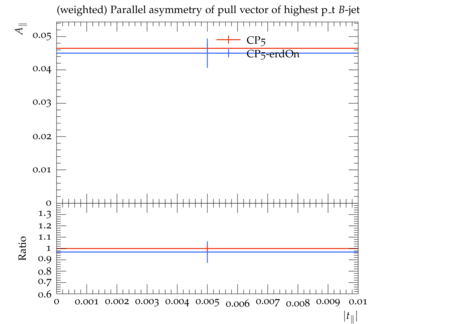 (weighted) Parallel asymmetry of pull vector of highest p_t B-jet
A∥
0.05
0.04
0.03
0.02
0.01
0
CP5
CP5-erdOn
Ratio
1.3
1.2
1.1
1
0.9
0.8
0.7
0.6
0 0.001 0.002 0.003 0.004 0.005 0.006 0.007 0.008 0.009 0.01
|t∥|